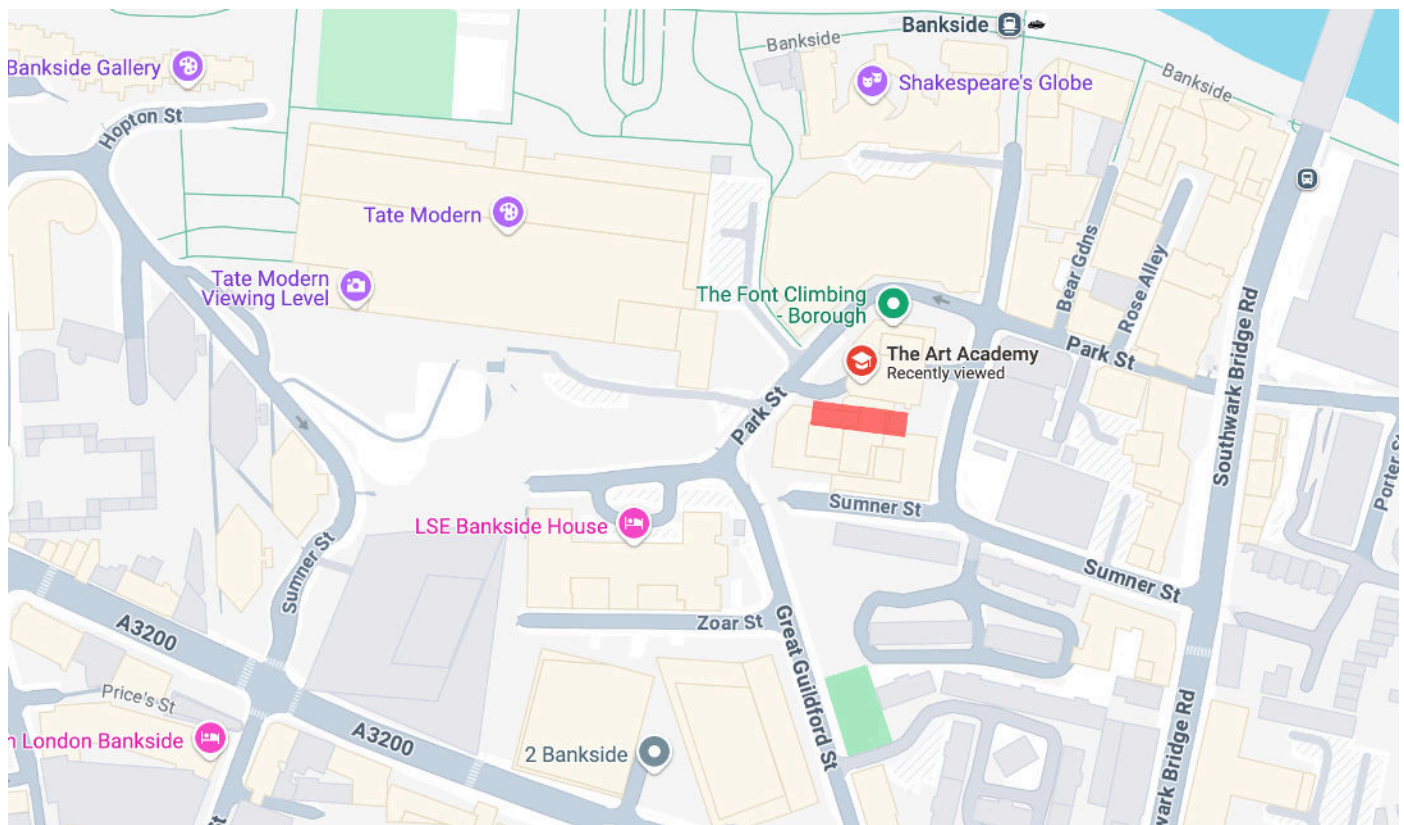 Bankside
Bankside
Bankside Gallery
Shakespeare's Globe
Bankside
Hopton St
Tate Modern
Tate Modern
Viewing Level
The Font Climbing
- Borough
Bear Gdns
Rose Alley
Southwark Bridge Rd
Park St
The Art Academy
Recently viewed
Park St
Porter St
Sumner St
LSE Bankside House
Sumner St
Sumner St
A3200
Zoar St
Great Guildford St
Price's St
n London Bankside
A3200
2 Bankside
wark Bridge Rd
St